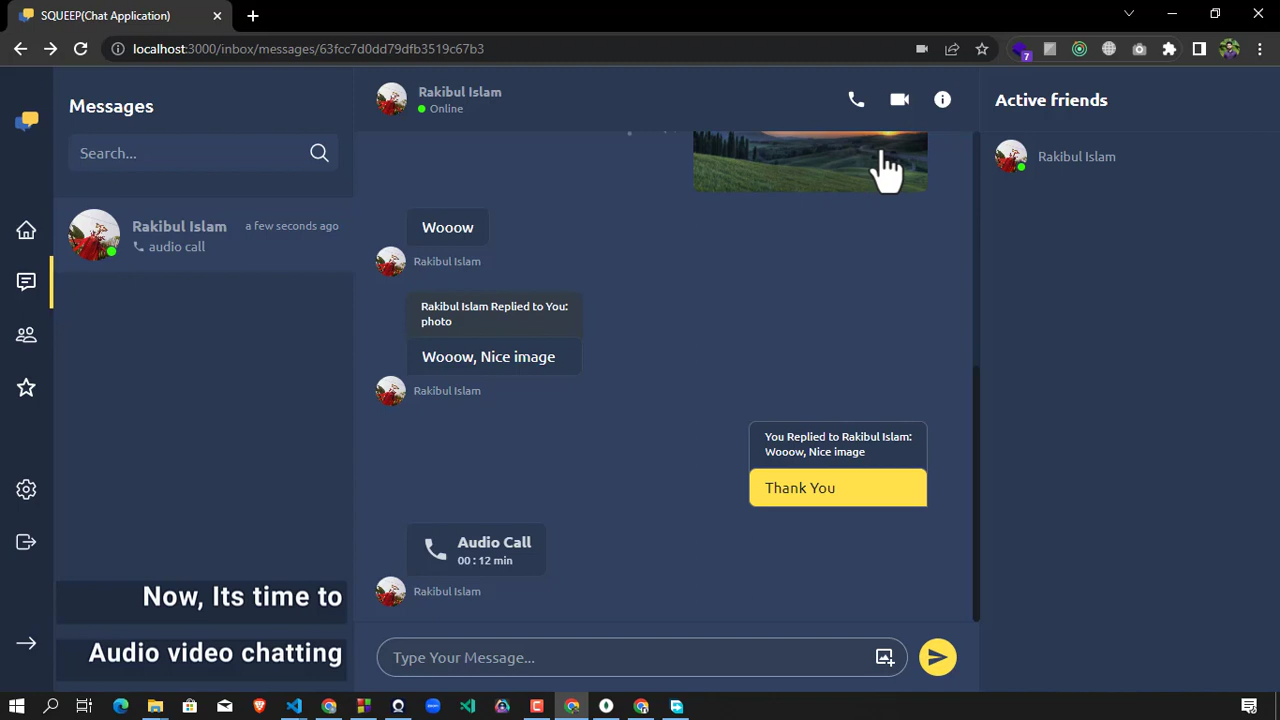 SQUEEP(Chat Application)
localhost:3000/inbox/messages/63fcc7d0dd79dfb3519c67b3
7
Messages
Search...
Rakibul Islam
a few seconds ago
audio call
Rakibul Islam
Online
Wooow
Rakibul Islam
Rakibul Islam Replied to You:
photo
Wooow, Nice image
Rakibul Islam
You Replied to Rakibul Islam:
Wooow, Nice image
Thank You
Audio Call
00 : 12 min
Rakibul Islam
Type Your Message...
Active friends
Rakibul Islam
Now, Its time to
Audio video chatting